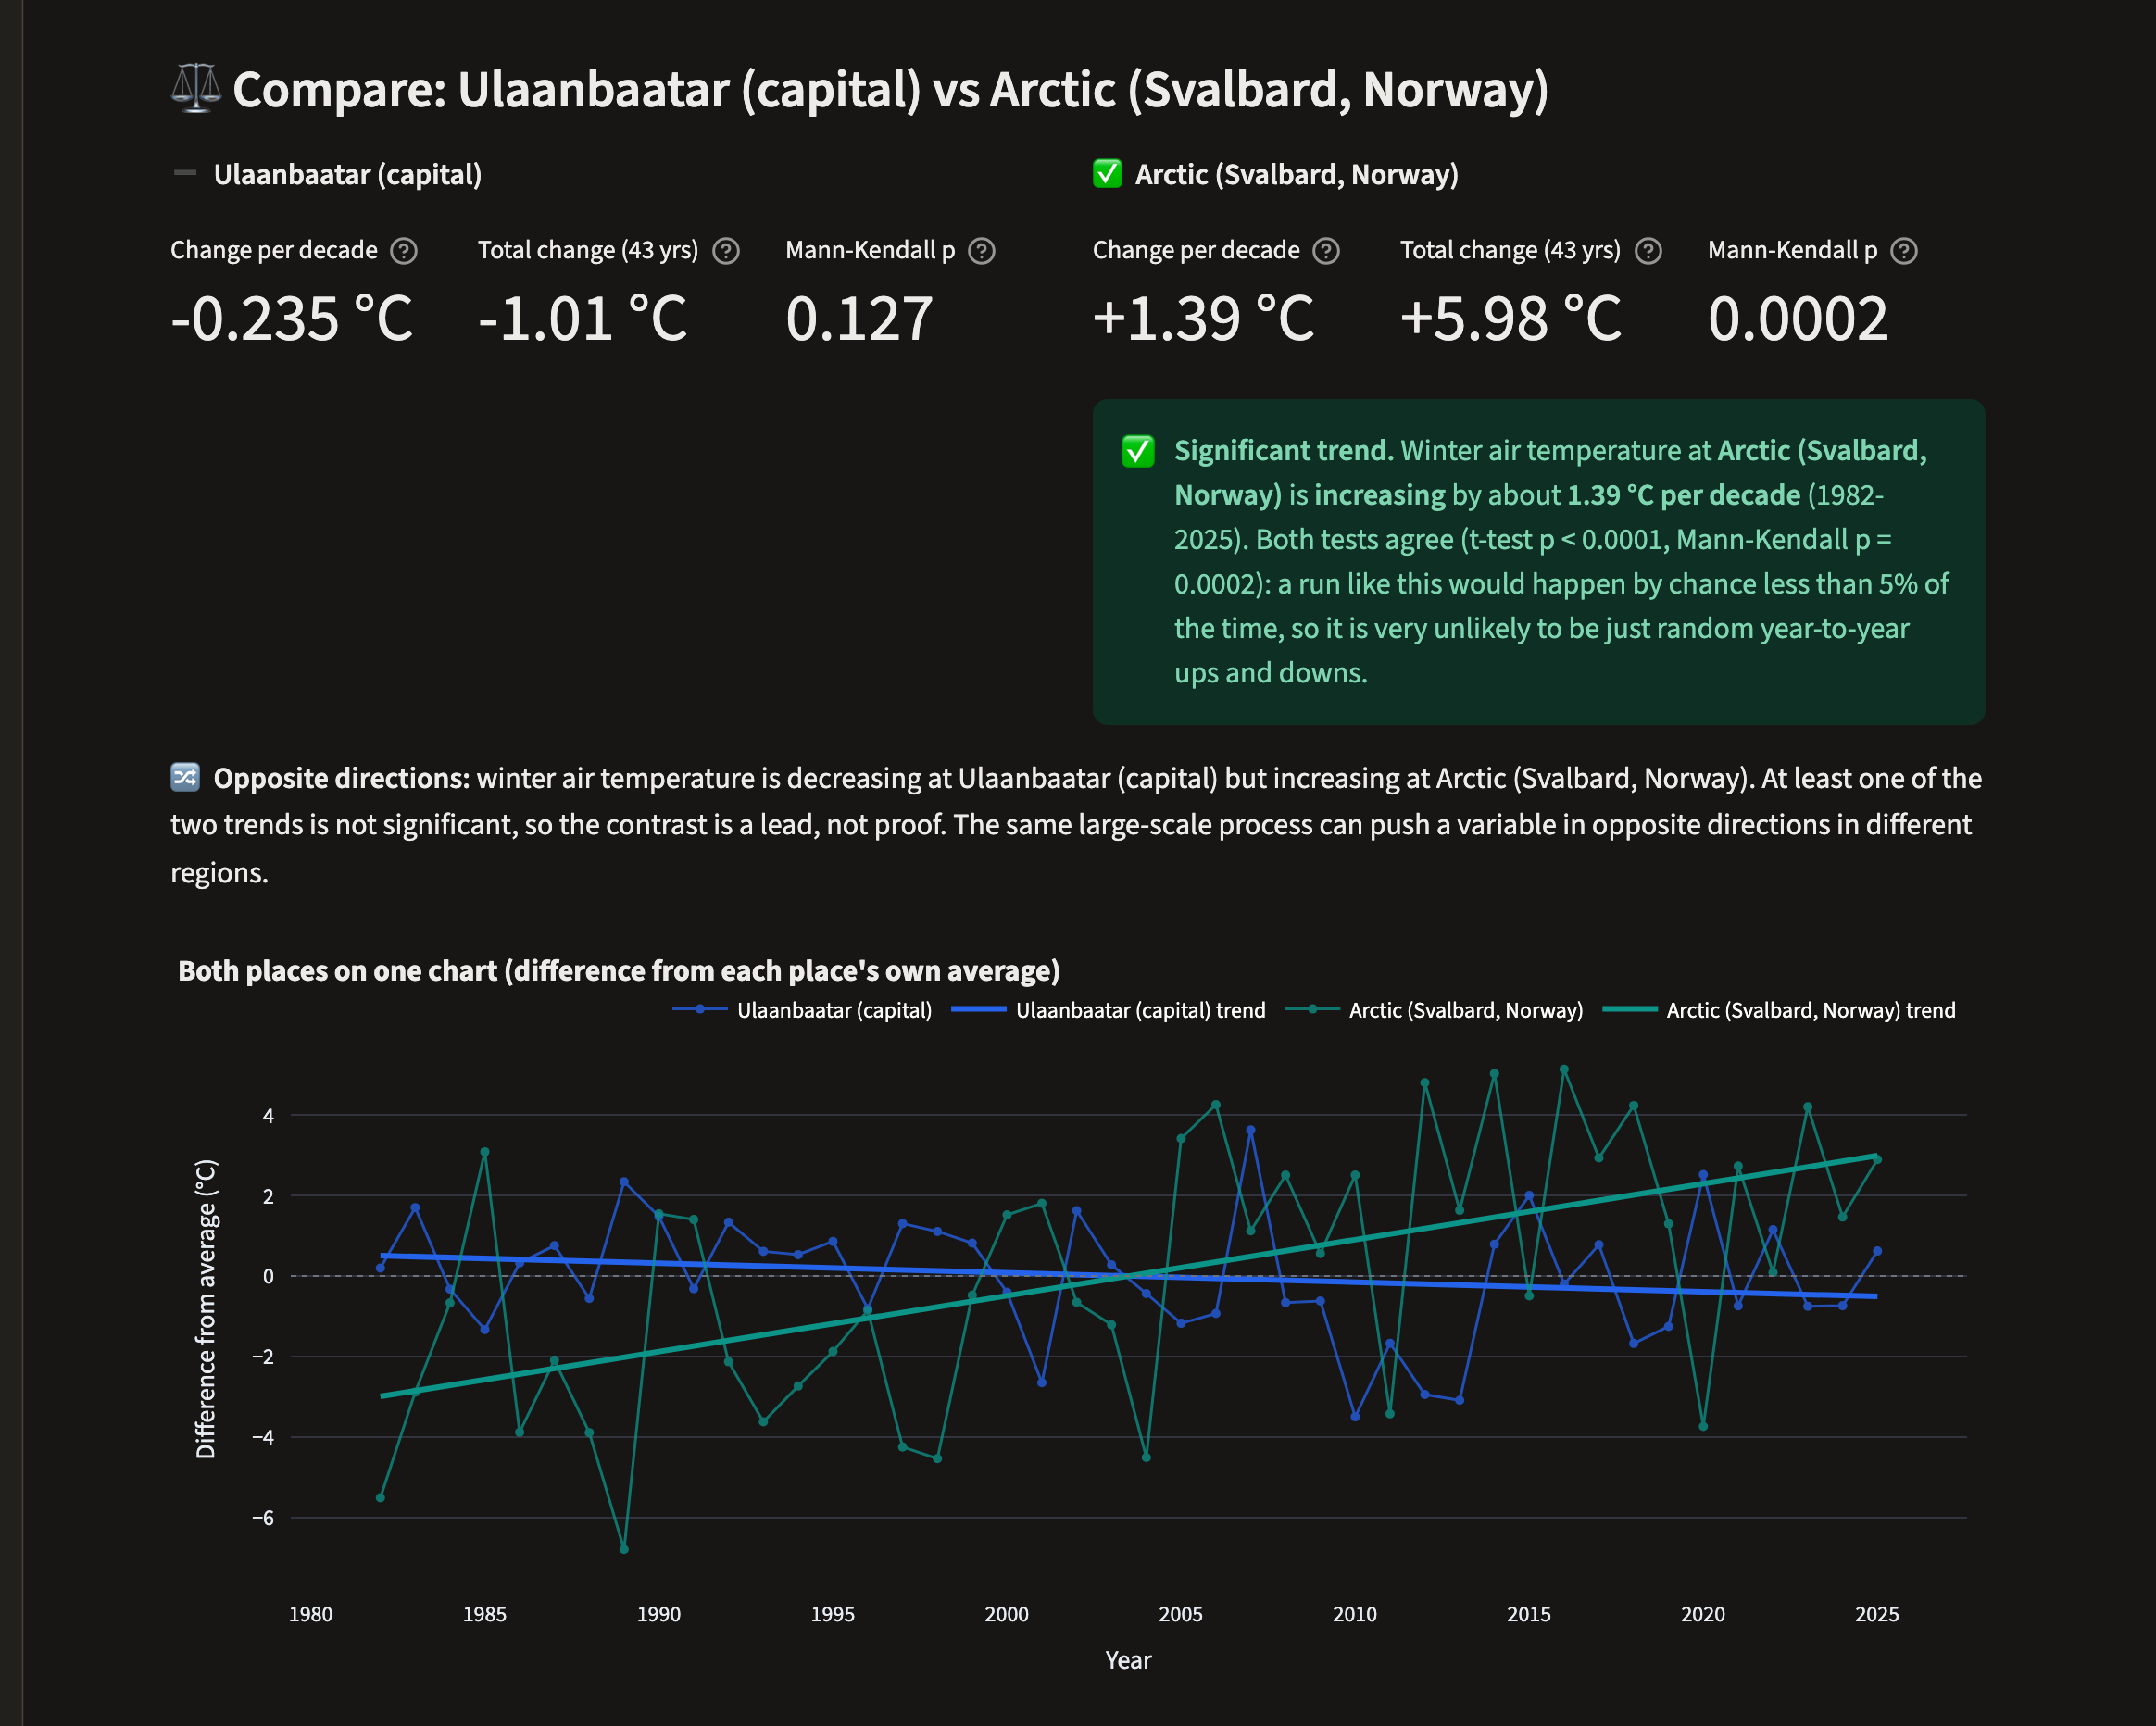 ⚖️ Compare: Ulaanbaatar (capital) vs Arctic (Svalbard, Norway)
➖ Ulaanbaatar (capital)
Change per decade ?
-0.235 °C
Total change (43 yrs) ?
-1.01 °C
Mann-Kendall p ?
0.127
✅ Arctic (Svalbard, Norway)
Change per decade ?
+1.39 °C
Total change (43 yrs) ?
+5.98 °C
Mann-Kendall p ?
0.0002
✅ Significant trend. Winter air temperature at Arctic (Svalbard,
Norway) is increasing by about 1.39 °C per decade (1982-
2025). Both tests agree (t-test p < 0.0001, Mann-Kendall p =
0.0002): a run like this would happen by chance less than 5% of
the time, so it is very unlikely to be just random year-to-year
ups and downs.
🔀 Opposite directions: winter air temperature is decreasing at Ulaanbaatar (capital) but increasing at Arctic (Svalbard, Norway). At least one of the
two trends is not significant, so the contrast is a lead, not proof. The same large-scale process can push a variable in opposite directions in different
regions.
Both places on one chart (difference from each place's own average)
Ulaanbaatar (capital) Ulaanbaatar (capital) trend Arctic (Svalbard, Norway) Arctic (Svalbard, Norway) trend
Difference from average (°C)
4
2
0
−2
−4
−6
1980 1985 1990 1995 2000 2005 2010 2015 2020 2025
Year